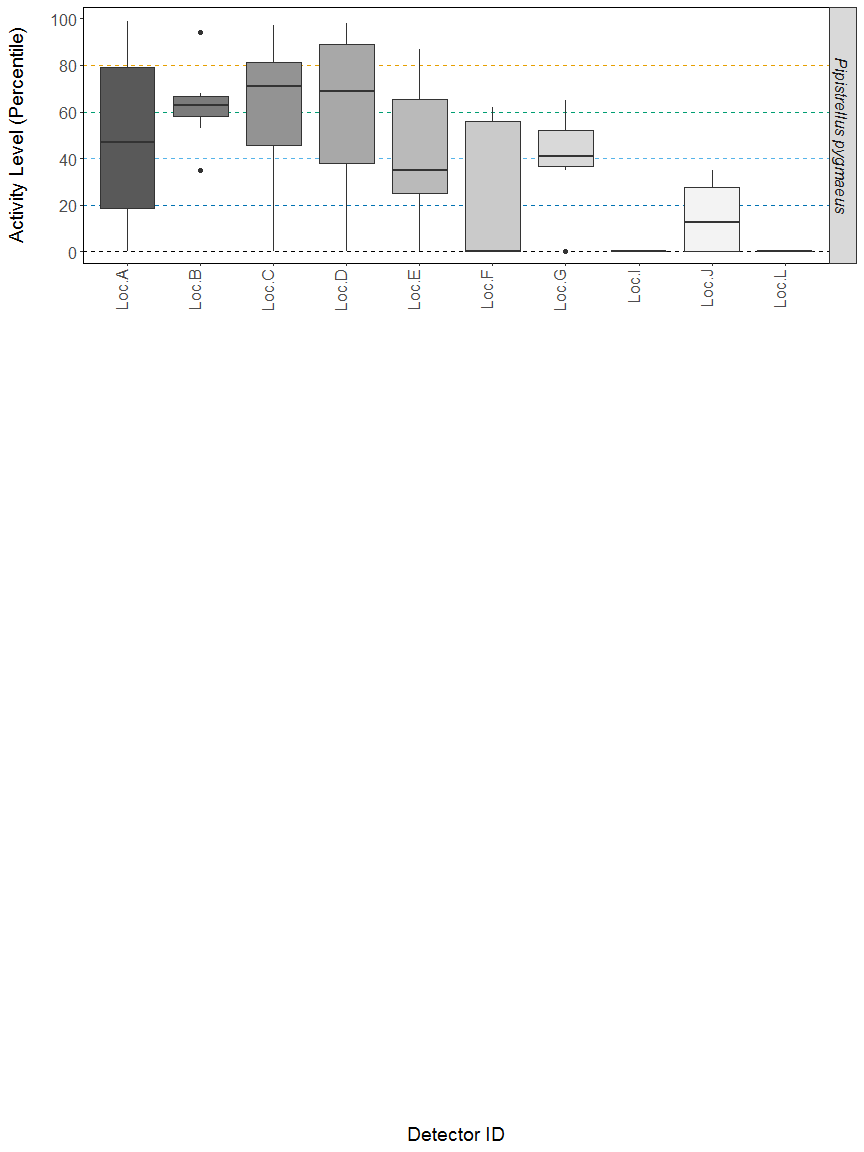 Activity Level (Percentile)
100
80
60
40
20
0
Pipistrellus pygmaeus
Loc.A
Loc.B
Loc.C
Loc.D
Loc.E
Loc.F
Loc.G
Loc.I
Loc.J
Loc.L
Detector ID